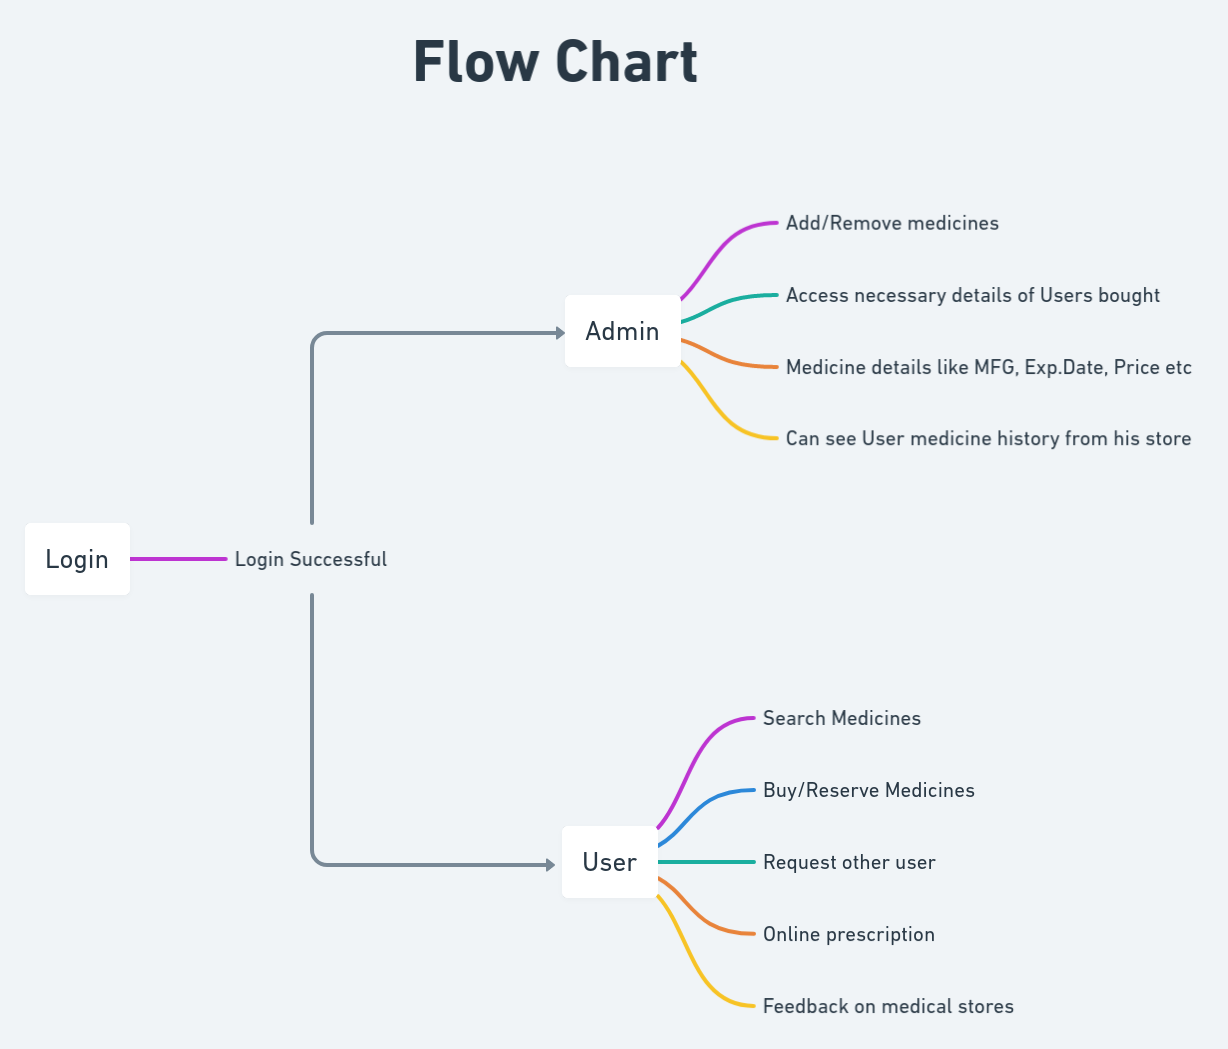 Flow Chart
Add/Remove medicines
Access necessary details of Users bought
Admin
Medicine details like MFG, Exp.Date, Price etc
Can see User medicine history from his store
Login
Login Successful
Search Medicines
Buy/Reserve Medicines
User
Request other user
Online prescription
Feedback on medical stores